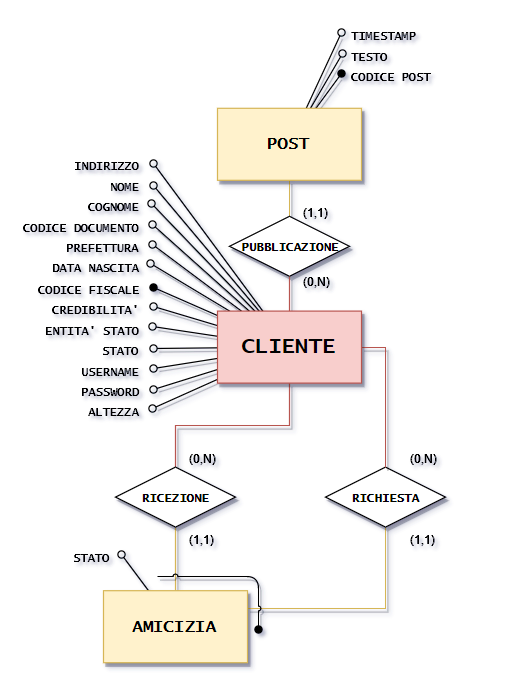 TIMESTAMP
TESTO
CODICE POST
POST
(1,1)
PUBBLICAZIONE
(0,N)
INDIRIZZO
NOME
COGNOME
CODICE DOCUMENTO
PREFETTURA
DATA NASCITA
CODICE FISCALE
CREDIBILITA'
ENTITA' STATO
STATO
USERNAME
PASSWORD
ALTEZZA
CLIENTE
(0,N)
(0,N)
RICEZIONE
RICHIESTA
(1,1)
(1,1)
STATO
AMICIZIA